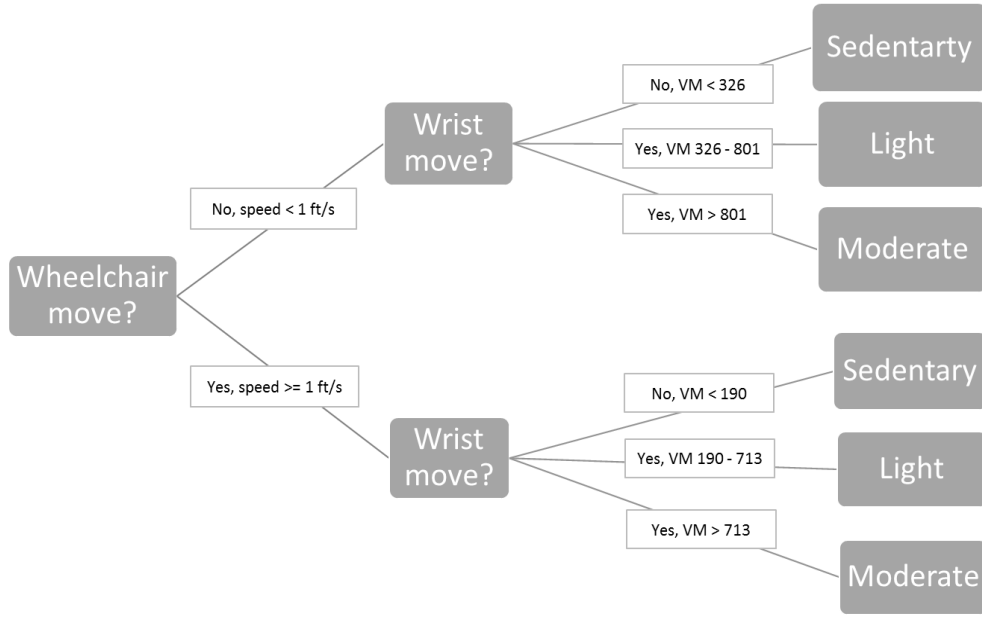 Wheelchair
move?
No, speed < 1 ft/s
Wrist
move?
No, VM < 326
Sedentarty
Yes, VM 326 - 801
Light
Yes, VM > 801
Moderate
Yes, speed >= 1 ft/s
Wrist
move?
No, VM < 190
Sedentary
Yes, VM 190 - 713
Light
Yes, VM > 713
Moderate